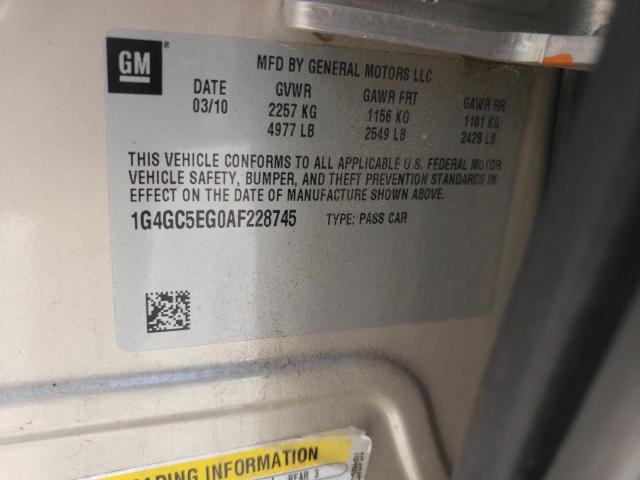 GM
MFD BY GENERAL MOTORS LLC
DATE GVWR GAWR FRT GAWR RR
03/10 2257 KG 1156 KG 1101 KG
4977 LB 2549 LB 2428 LB
THIS VEHICLE CONFORMS TO ALL APPLICABLE U.S. FEDERAL MOTOR
VEHICLE SAFETY, BUMPER, AND THEFT PREVENTION STANDARDS IN
EFFECT ON THE DATE OF MANUFACTURE SHOWN ABOVE.
1G4GC5EG0AF228745 TYPE: PASS CAR
INFORMATION
REAR 3